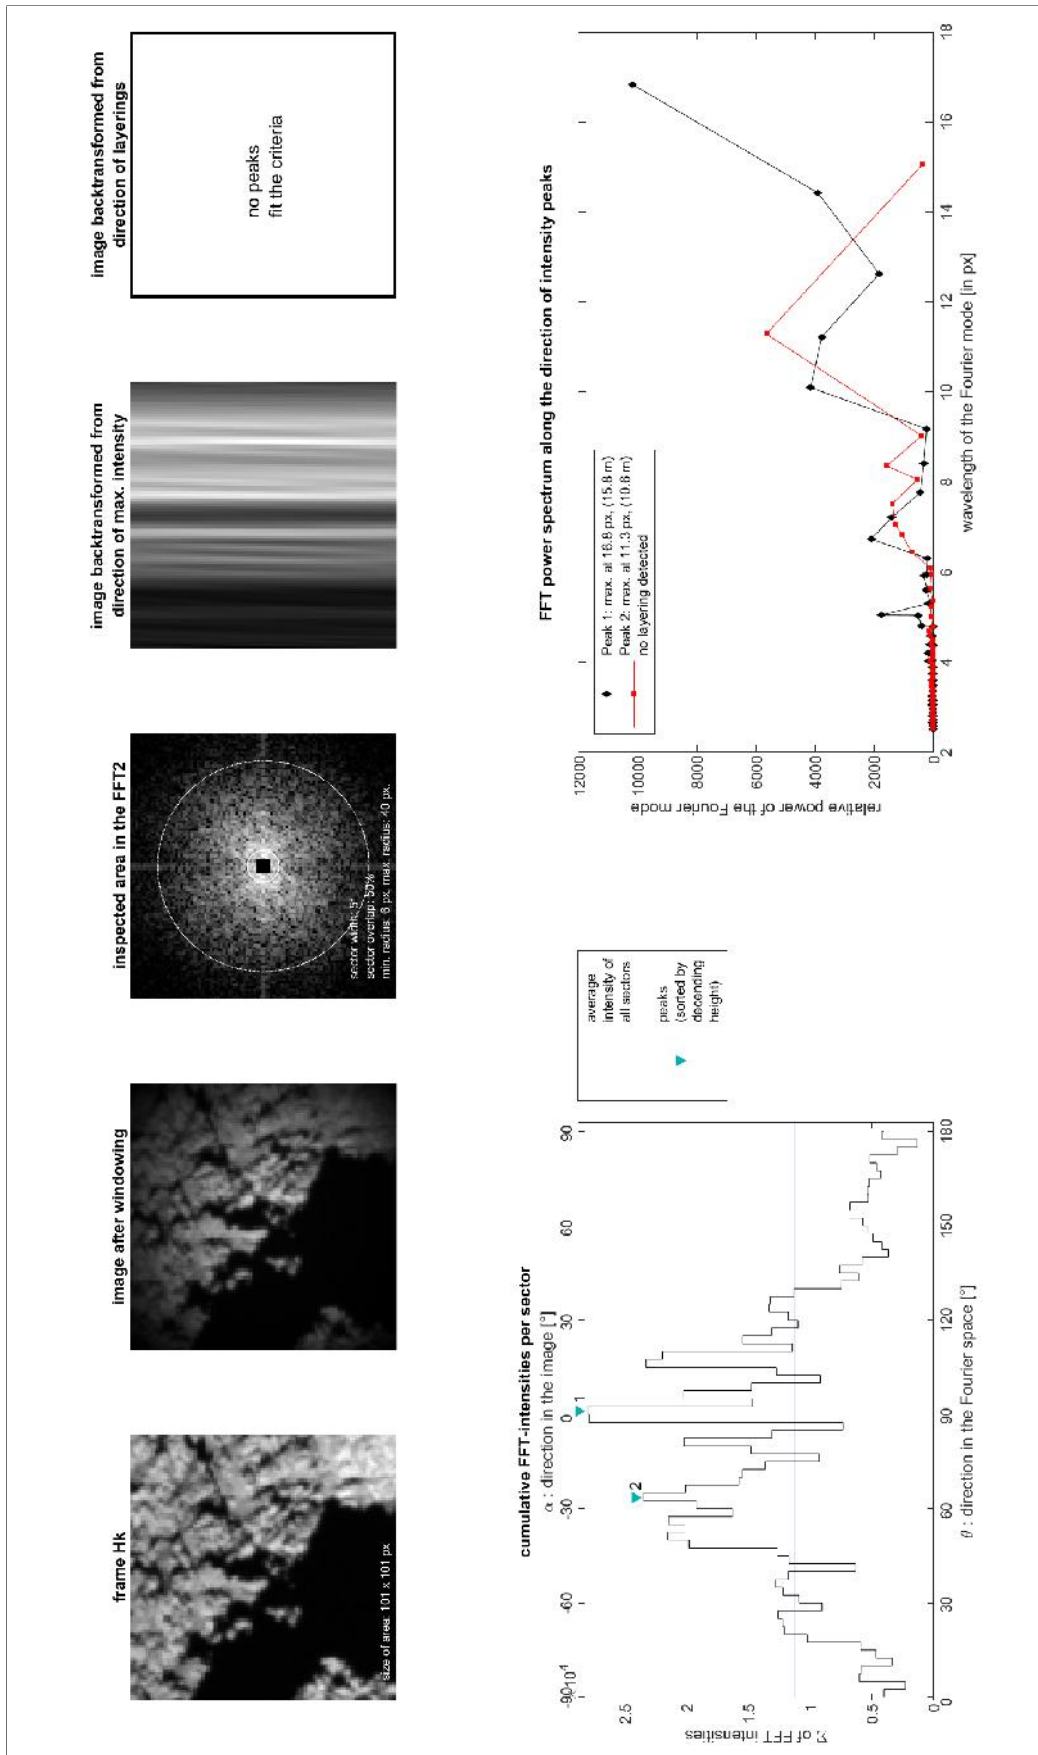 frame Hk
size of area: 101 x 101 px
image after windowing
inspected area in the FFT2
sector width: 5°
sector overlap: 50%
min. radius: 6 px, max. radius: 40 px.
image backtransformed from
direction of max. intensity
image backtransformed from
direction of layerings
no peaks
fit the criteria
cumulative FFT-intensities per sector
α : direction in the image [°]
-90 -60 -30 0 30 60 90
10⁴
2.5
2
1.5
1
0.5
0
Σ of FFT intensities
2
1
0 30 60 90 120 150 180
θ : direction in the Fourier space [°]
average
intensity of
all sectors
peaks
(sorted by
decending
height)
FFT power spectrum along the direction of intensity peaks
12000
10000
8000
6000
4000
2000
0
relative power of the Fourier mode
Peak 1: max. at 16.8 px, (15.8 m)
Peak 2: max. at 11.3 px, (10.6 m)
no layering detected
2 4 6 8 10 12 14 16 18
wavelength of the Fourier mode [in px]